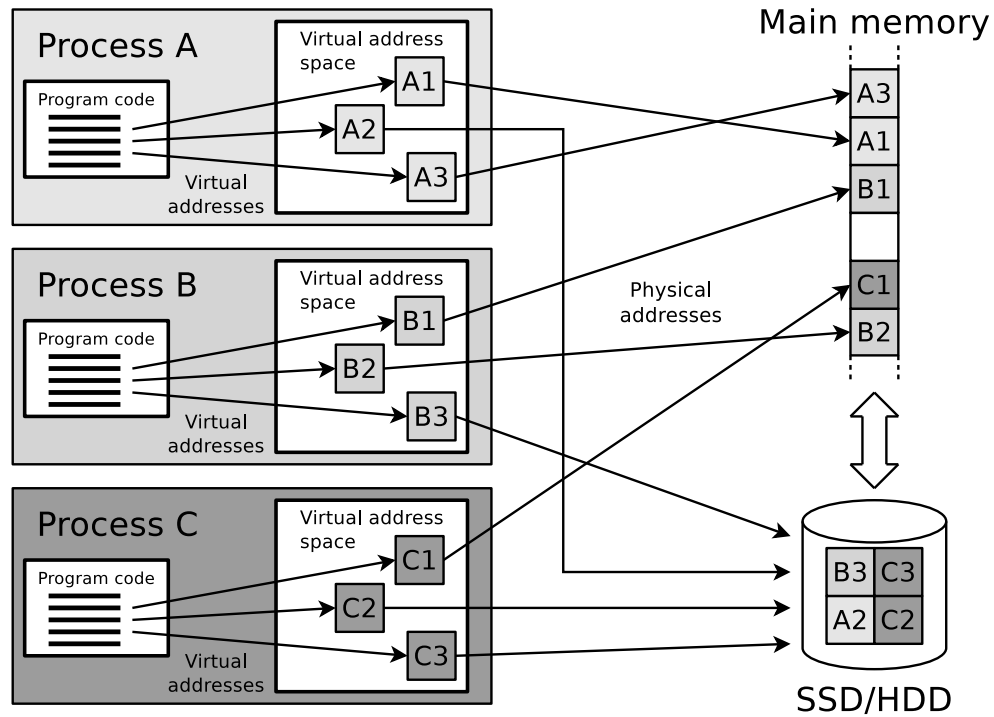 Process A
Program code
Virtual address
space
A1
A2
A3
Virtual
addresses
Process B
Program code
Virtual address
space
B1
B2
B3
Virtual
addresses
Process C
Program code
Virtual address
space
C1
C2
C3
Virtual
addresses
Physical
addresses
Main memory
A3
A1
B1
C1
B2
B3 C3
A2 C2
SSD/HDD